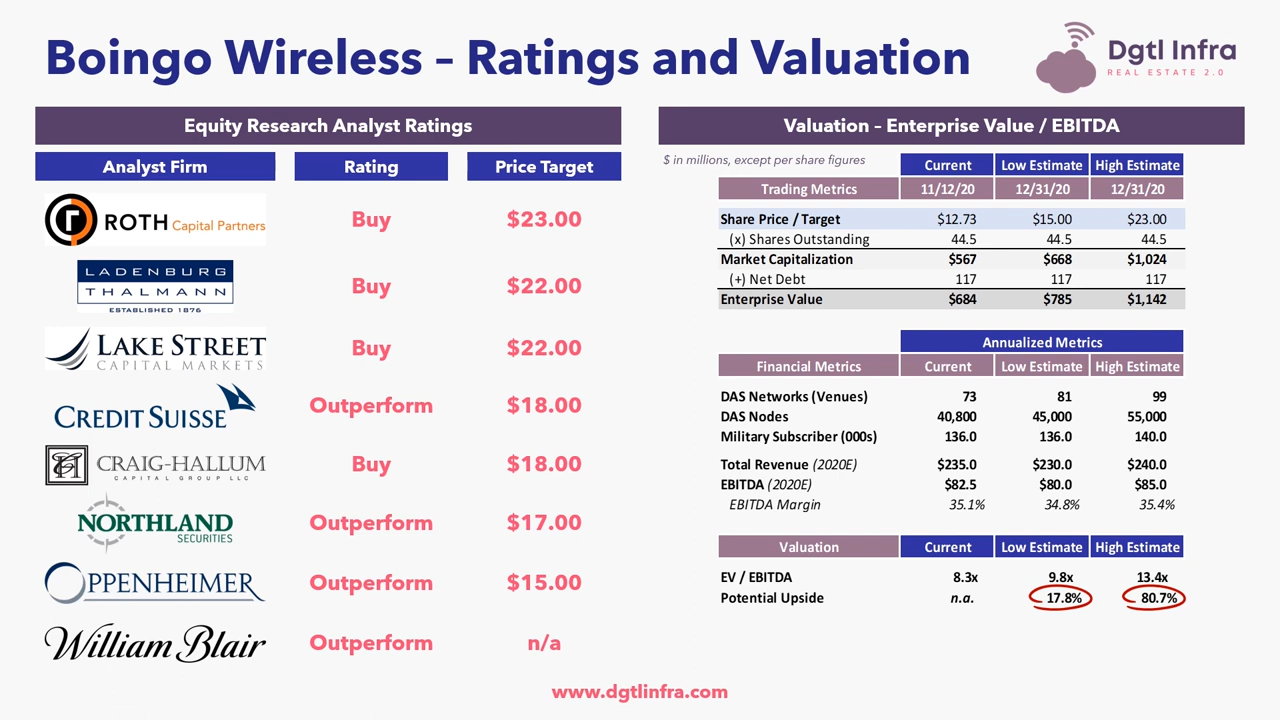 Boingo Wireless – Ratings and Valuation
Dgtl Infra
REAL ESTATE 2.0
Equity Research Analyst Ratings
Analyst Firm Rating Price Target
ROTH Capital Partners Buy $23.00
LADENBURG
THALMANN
ESTABLISHED 1876
Buy $22.00
LAKE STREET
CAPITAL MARKETS
Buy $22.00
CREDIT SUISSE Outperform $18.00
CRAIG-HALLUM
CAPITAL GROUP LLC
Buy $18.00
NORTHLAND
SECURITIES
Outperform $17.00
OPPENHEIMER Outperform $15.00
William Blair Outperform n/a
Valuation – Enterprise Value / EBITDA
$ in millions, except per share figures
Current Low Estimate High Estimate
Trading Metrics 11/12/20 12/31/20 12/31/20
Share Price / Target $12.73 $15.00 $23.00
(x) Shares Outstanding 44.5 44.5 44.5
Market Capitalization $567 $668 $1,024
(+) Net Debt 117 117 117
Enterprise Value $684 $785 $1,142
Annualized Metrics
Financial Metrics Current Low Estimate High Estimate
DAS Networks (Venues) 73 81 99
DAS Nodes 40,800 45,000 55,000
Military Subscriber (000s) 136.0 136.0 140.0
Total Revenue (2020E) $235.0 $230.0 $240.0
EBITDA (2020E) $82.5 $80.0 $85.0
EBITDA Margin 35.1% 34.8% 35.4%
Valuation Current Low Estimate High Estimate
EV / EBITDA 8.3x 9.8x 13.4x
Potential Upside n.a. 17.8% 80.7%
www.dgtlinfra.com